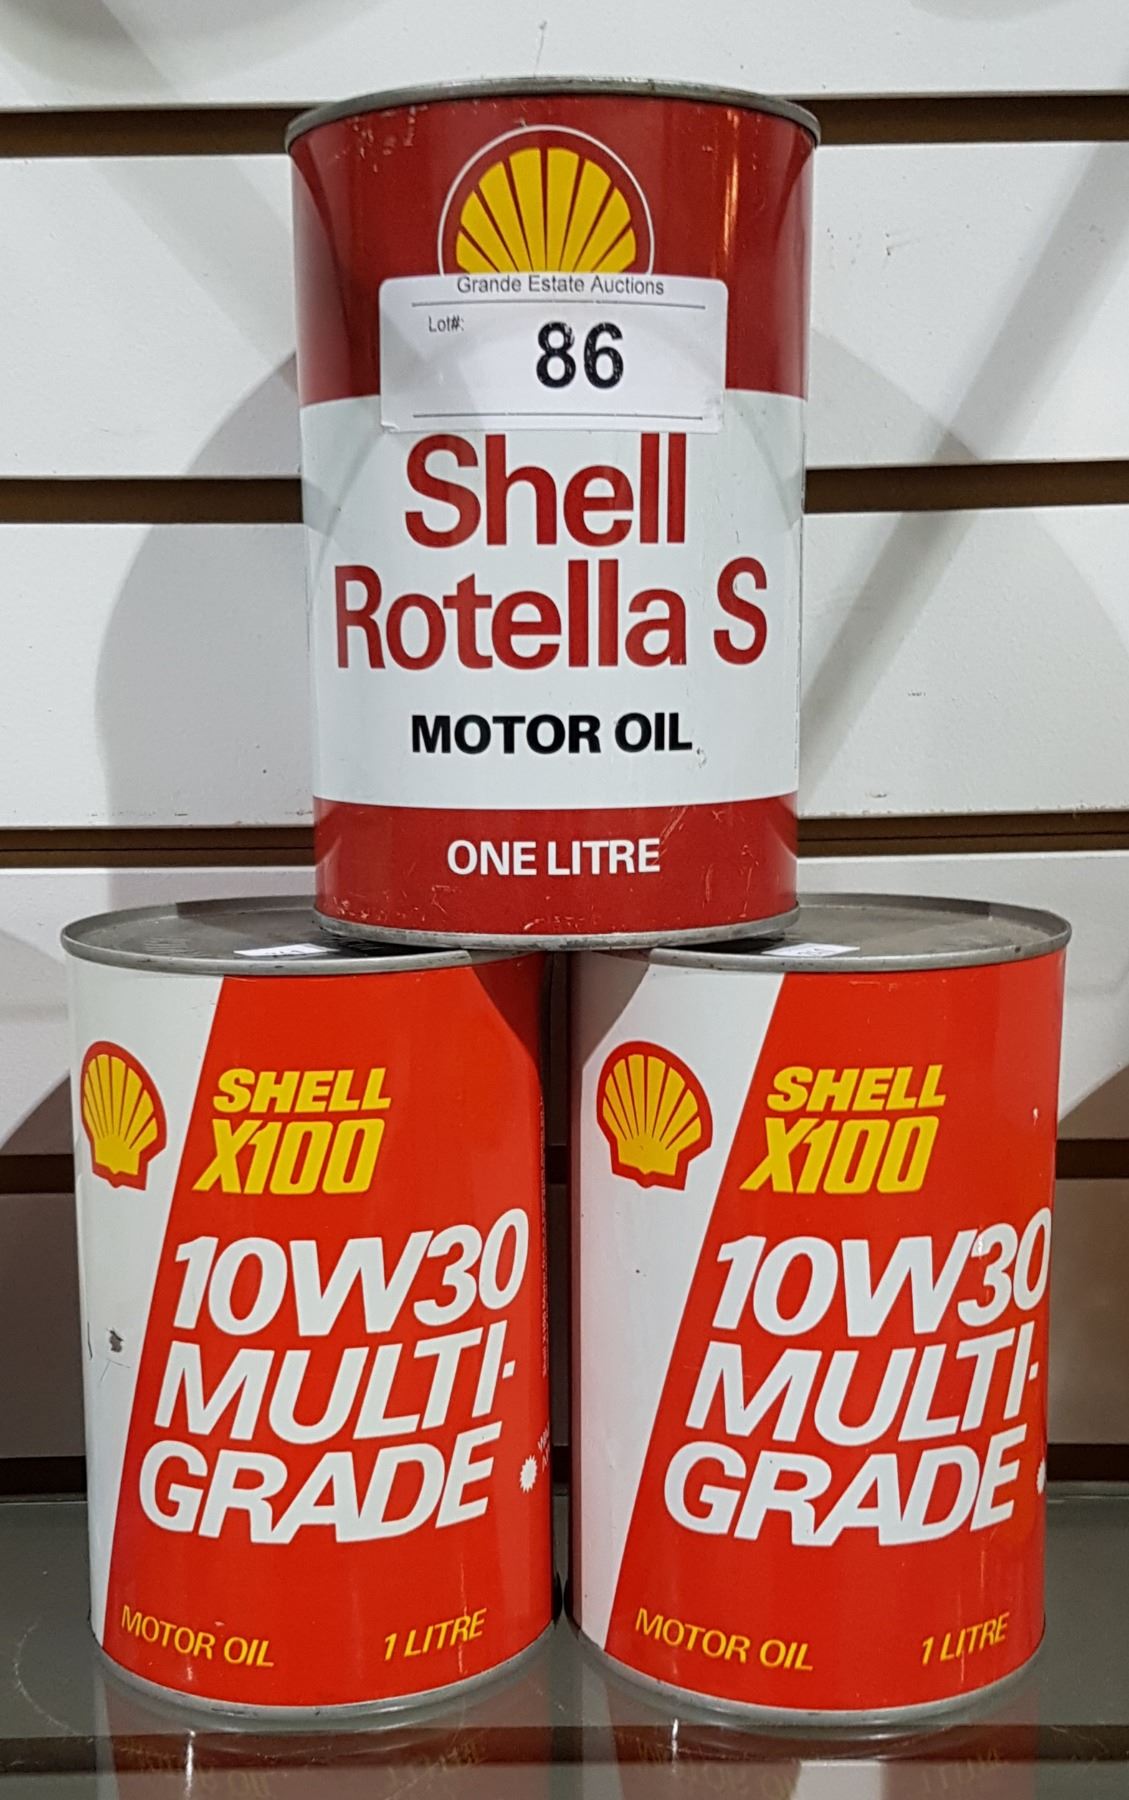 Grande Estate Auctions
Lot#:
86
Shell
Rotella S
MOTOR OIL
ONE LITRE
SHELL
X100
10W30
MULTI-
GRADE
MOTOR OIL
1 LITRE
SHELL
X100
10W30
MULTI-
GRADE
MOTOR OIL
1 LITRE